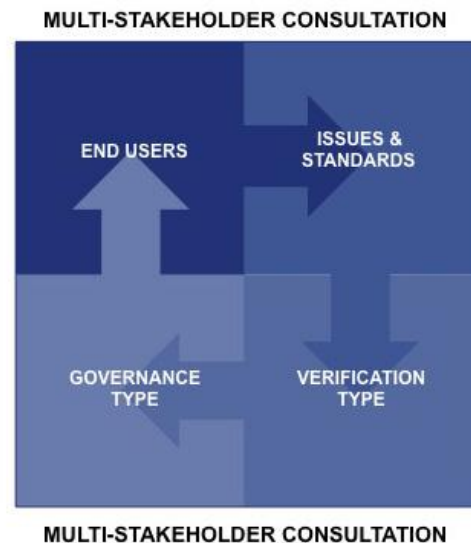 MULTI-STAKEHOLDER CONSULTATION
END USERS
ISSUES &
STANDARDS
GOVERNANCE
TYPE
VERIFICATION
TYPE
MULTI-STAKEHOLDER CONSULTATION